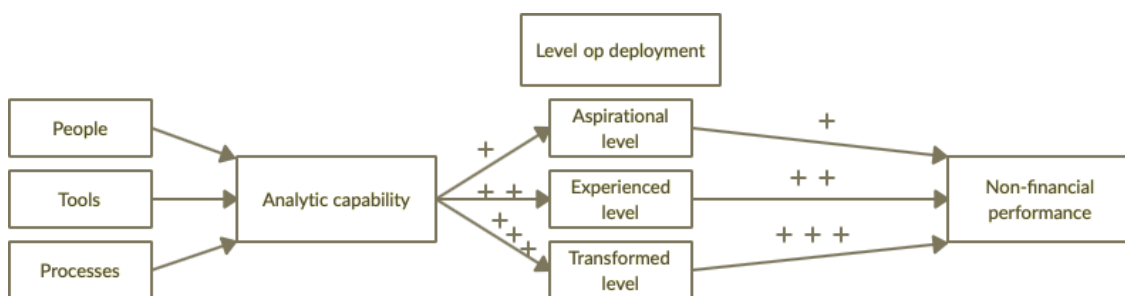 Level op deployment
People
Tools
Processes
Analytic capability
+
+ +
+++
Aspirational
level
Experienced
level
Transformed
level
+
+ +
+ + +
Non-financial
performance